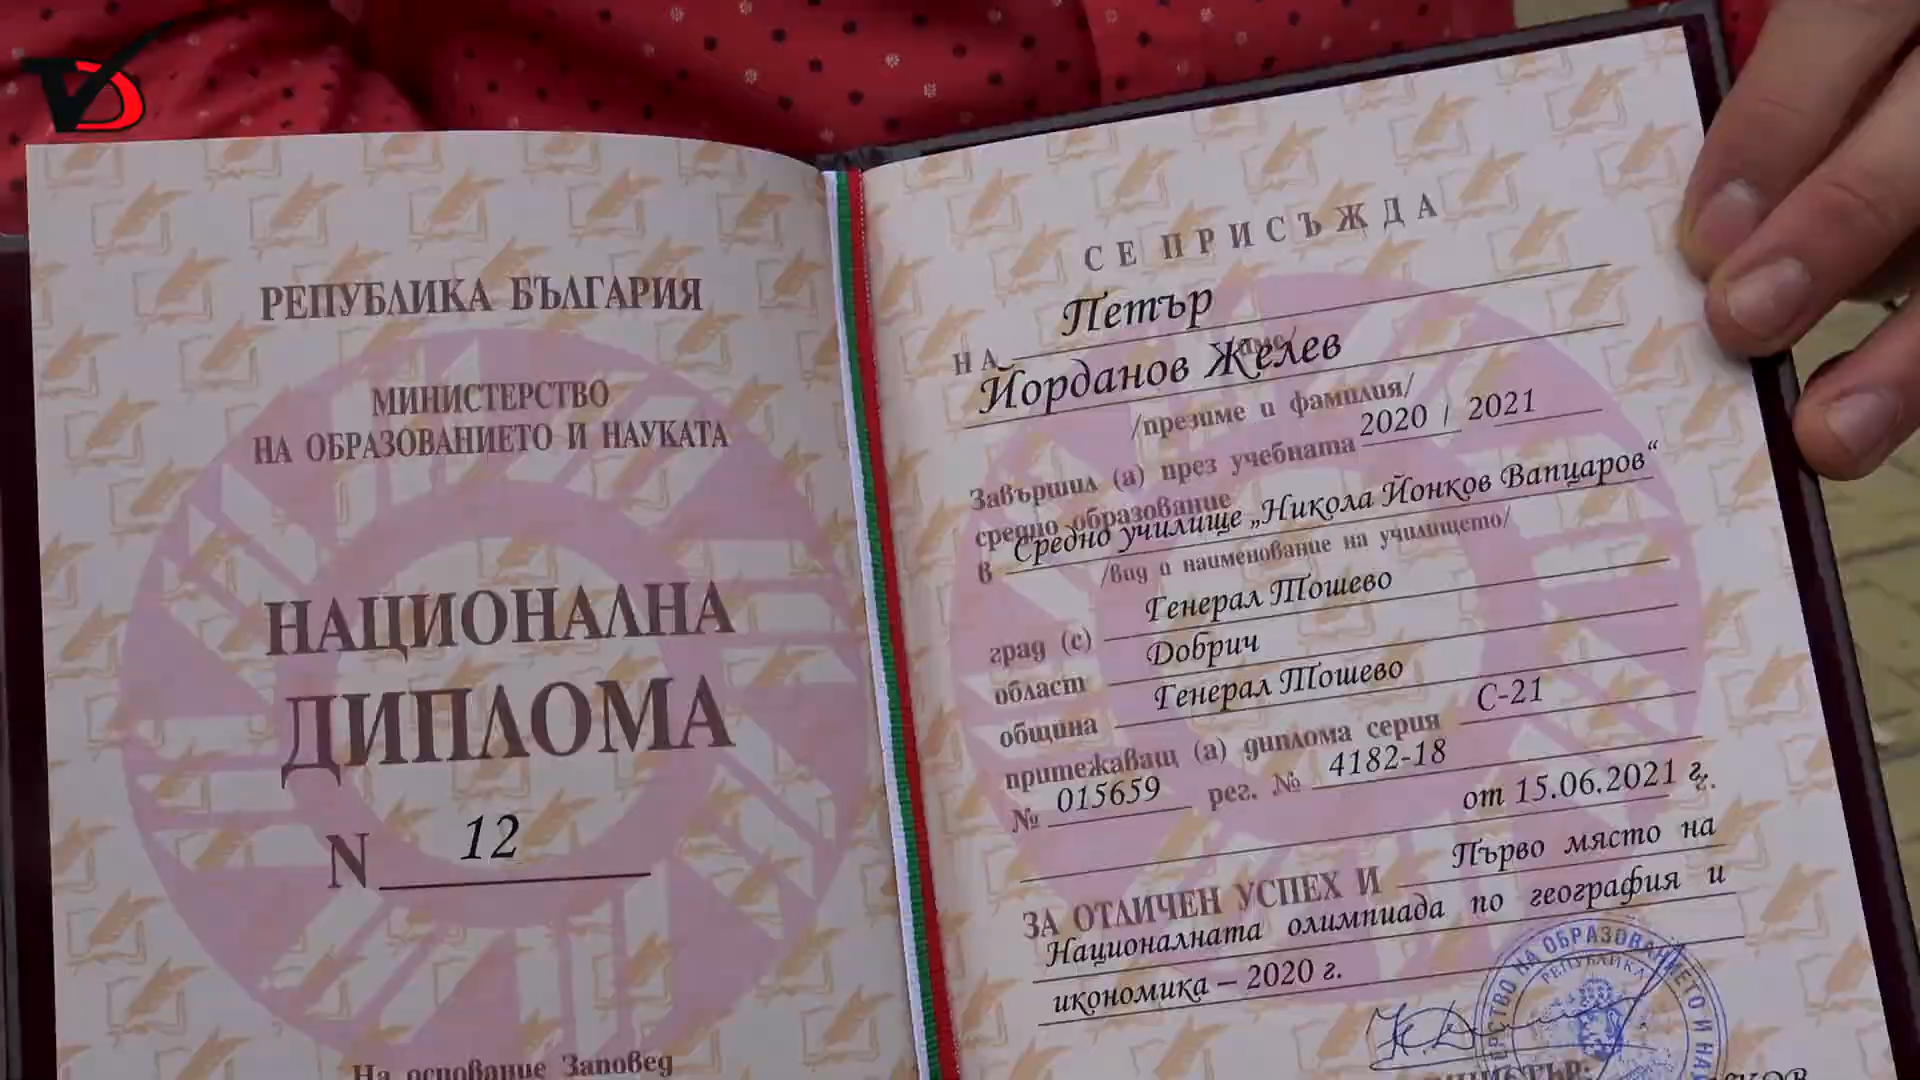 VD
РЕПУБЛИКА БЪЛГАРИЯ
МИНИСТЕРСТВО
НА ОБРАЗОВАНИЕТО И НАУКАТА
НАЦИОНАЛНА
ДИПЛОМА
N 12
На основание Заповед
СЕ ПРИСЪЖДА
Петър
НА
Йорданов Желев
/презиме и фамилия/
Завършил (а) през учебната 2020 / 2021
средно образование
в Средно училище „Никола Йонков Вапцаров“
/вид и наименование на училището/
град (с) Генерал Тошево
област Добрич
община Генерал Тошево
притежаващ (а) диплома серия С-21
№ 015659 рег. № 4182-18
от 15.06.2021 г.
ЗА ОТЛИЧЕН УСПЕХ И Първо място на
Националната олимпиада по география и
икономика – 2020 г.
ОБРАЗОВАНИЕТО И
РЕПУБЛИКА